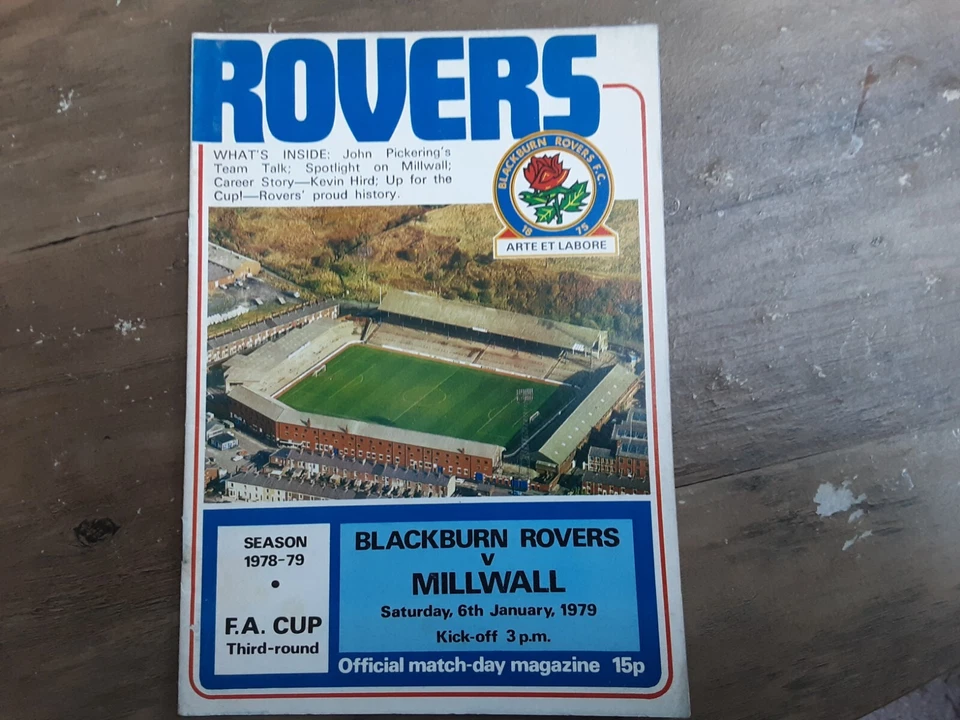 ROVERS
WHAT'S INSIDE: John Pickering's
Team Talk; Spotlight on Millwall;
Career Story—Kevin Hird; Up for the
Cup!—Rovers' proud history.
BLACKBURN ROVERS F.C.
18 75
ARTE ET LABORE
SEASON
1978-79
•
F.A. CUP
Third-round
BLACKBURN ROVERS
v
MILLWALL
Saturday, 6th January, 1979
Kick-off 3 p.m.
Official match-day magazine 15p